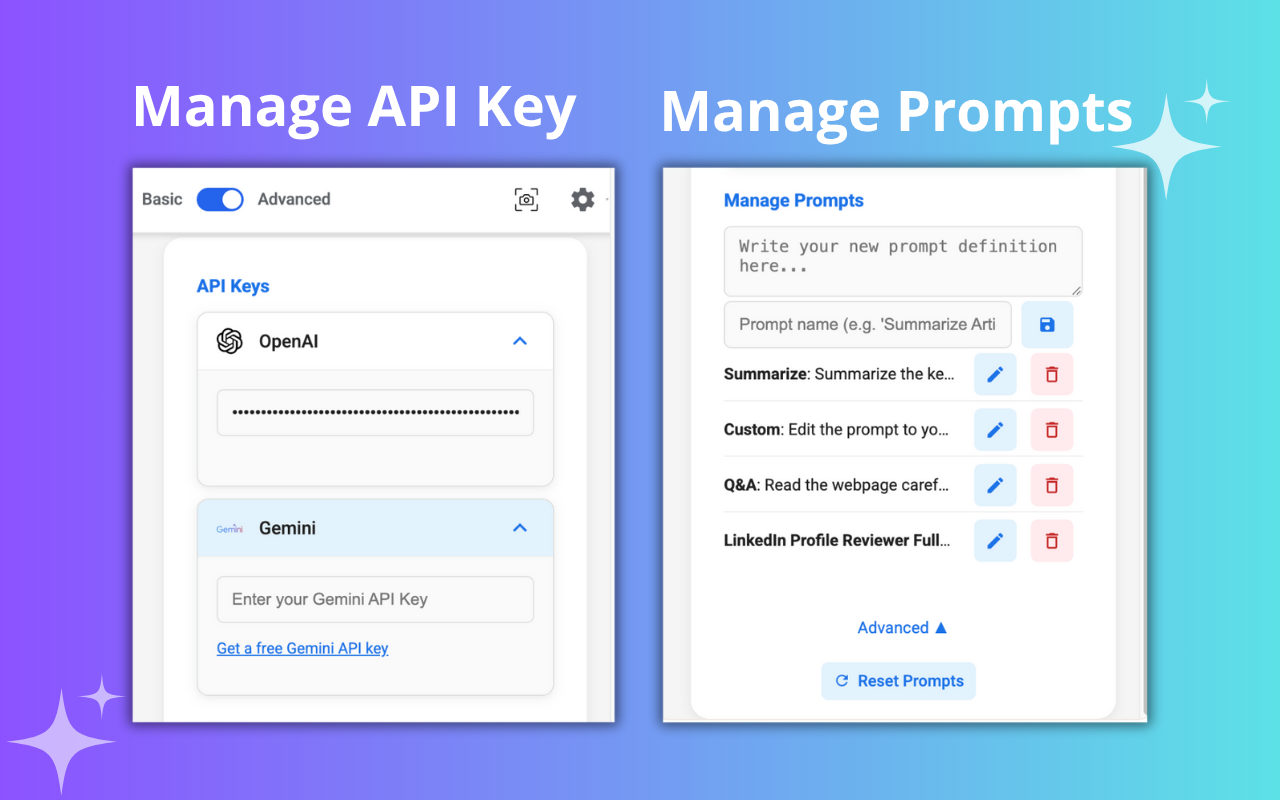 Manage API Key
Manage Prompts
Basic
Advanced
API Keys
OpenAI
••••••••••••••••••••••••••••••••••••••••••••••••
Gemini
Gemini
Enter your Gemini API Key
Get a free Gemini API key
Manage Prompts
Write your new prompt definition
here...
Prompt name (e.g. 'Summarize Arti
Summarize: Summarize the ke...
Custom: Edit the prompt to yo...
Q&A: Read the webpage caref...
LinkedIn Profile Reviewer Full...
Advanced ▲
Reset Prompts